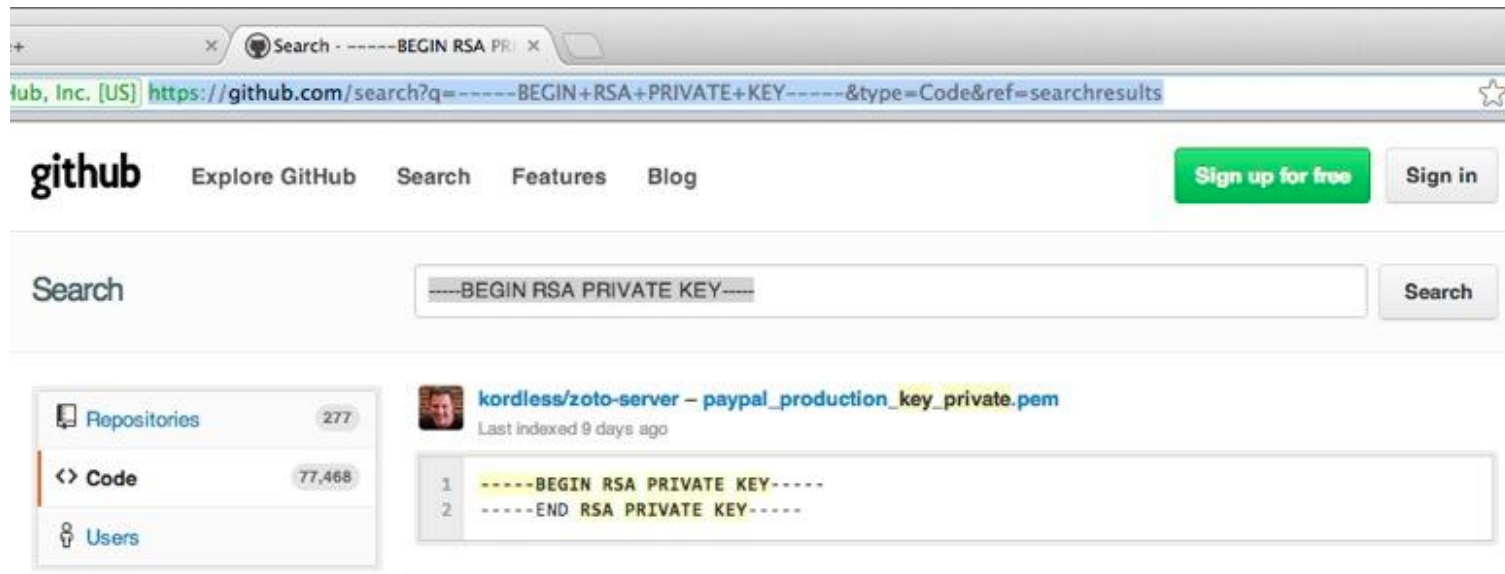 Search - -----BEGIN RSA PRI
Hub, Inc. [US] https://github.com/search?q=-----BEGIN+RSA+PRIVATE+KEY-----&type=Code&ref=searchresults
github Explore GitHub Search Features Blog Sign up for free Sign in
Search -----BEGIN RSA PRIVATE KEY----- Search
Repositories 277
Code 77,468
Users
kordless/zoto-server – paypal_production_key_private.pem
Last indexed 9 days ago
1 -----BEGIN RSA PRIVATE KEY-----
2 -----END RSA PRIVATE KEY-----